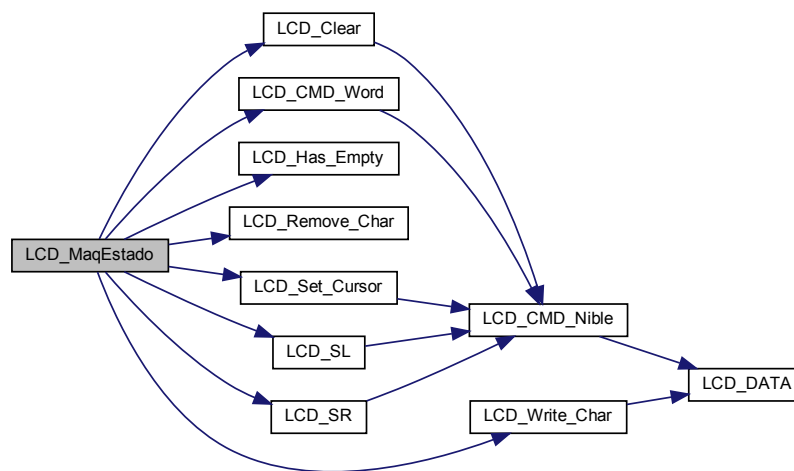 LCD_Clear
LCD_CMD_Word
LCD_Has_Empty
LCD_Remove_Char
LCD_MaqEstado
LCD_Set_Cursor
LCD_CMD_Nible
LCD_SL
LCD_DATA
LCD_SR
LCD_Write_Char